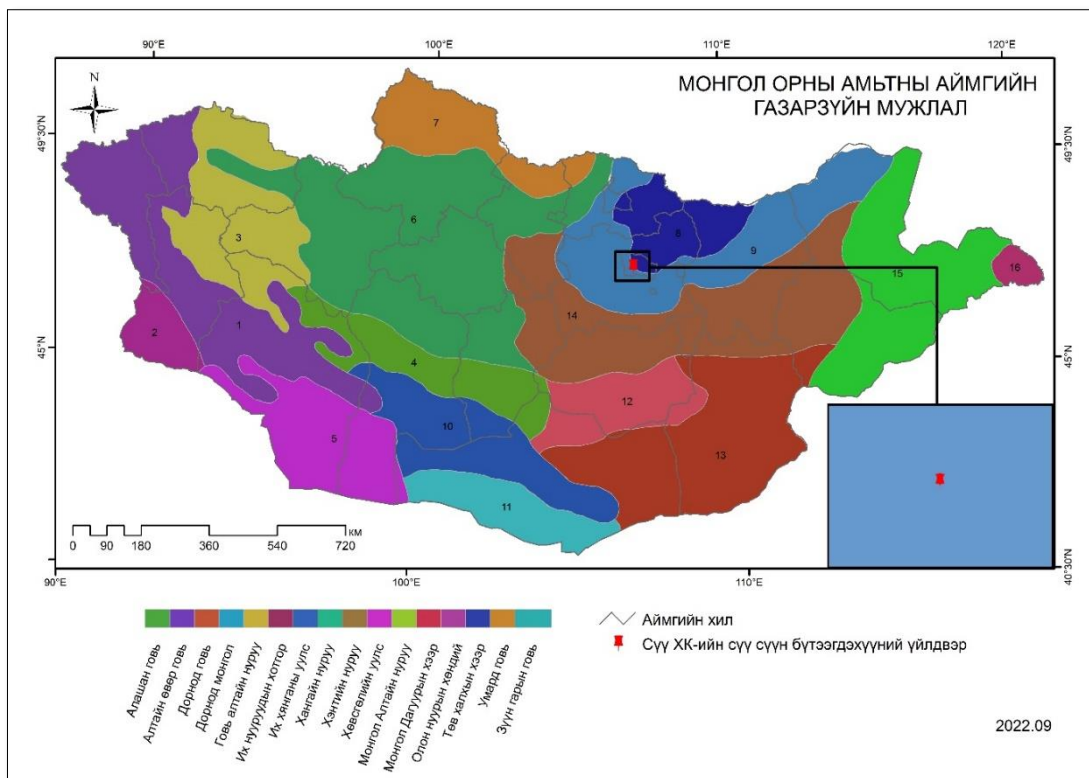 90°E
100°E
110°E
120°E
N
МОНГОЛ ОРНЫ АМЬТНЫ АЙМГИЙН
ГАЗАРЗҮЙН МУЖЛАЛ
49°30'N
49°30'N
7
6
3
8
9
15
16
14
2
1
45°N
45°N
4
12
10
5
13
11
КМ
0 90 180 360 540 720
40°30'N
90°E
100°E
110°E
Алашан говь
Алтайн өвөр говь
Дорнод говь
Дорнод монгол
Говь алтайн нуруу
Их нууруудын хотгор
Их хянганы уулс
Хангайн нуруу
Хэнтийн нуруу
Хөвсгөлийн уулс
Монгол Алтайн нуруу
Монгол Дагуурын хээр
Олон нуурын хөндий
Төв халхын хээр
Умард говь
Зүүн гарын говь
Аймгийн хил
Сүү ХК-ийн сүү сүүн бүтээгдэхүүний үйлдвэр
2022.09